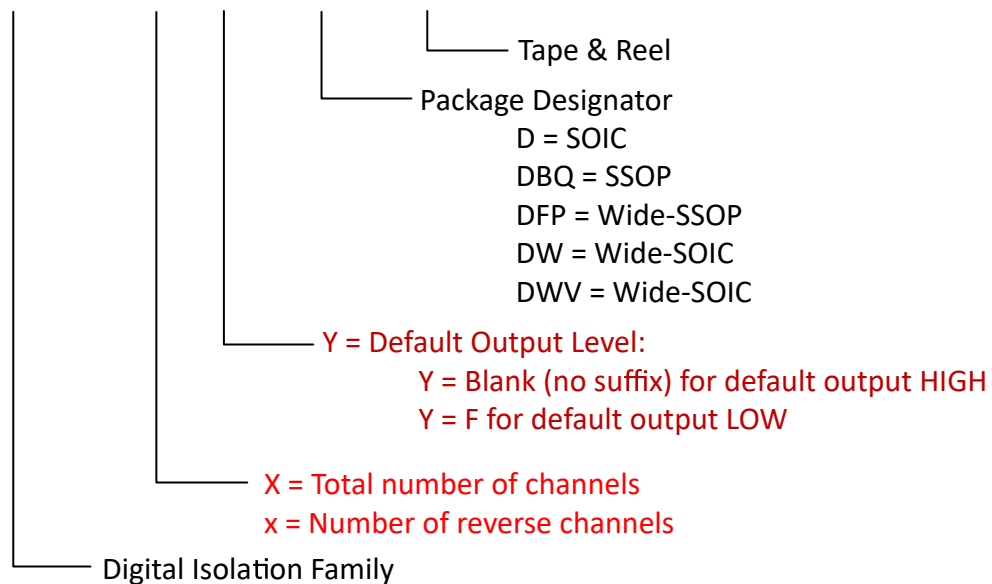 Tape & Reel
Package Designator
D = SOIC
DBQ = SSOP
DFP = Wide-SSOP
DW = Wide-SOIC
DWV = Wide-SOIC
Y = Default Output Level:
Y = Blank (no suffix) for default output HIGH
Y = F for default output LOW
X = Total number of channels
x = Number of reverse channels
Digital Isolation Family